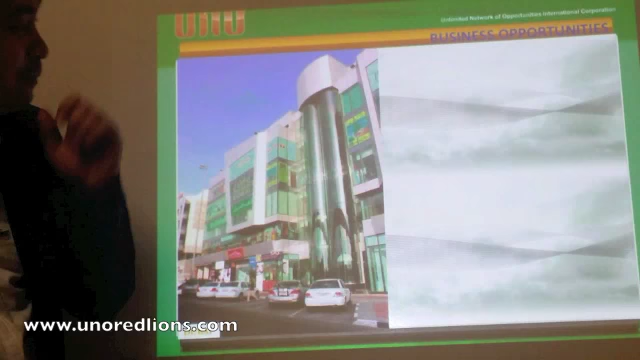 UNO
Unlimited Network of Opportunities International Corporation
BUSINESS OPPORTUNITIES
www.unoredlions.com